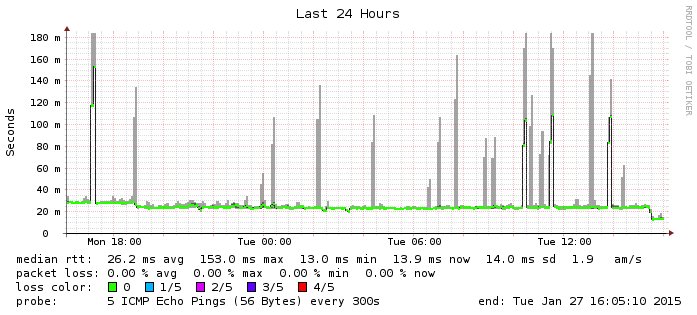 Last 24 Hours
RRDTOOL / TOBI OETIKER
Seconds
180 m
160 m
140 m
120 m
100 m
80 m
60 m
40 m
20 m
0
Mon 18:00 Tue 00:00 Tue 06:00 Tue 12:00
median rtt: 26.2 ms avg 153.0 ms max 13.0 ms min 13.9 ms now 14.0 ms sd 1.9 am/s
packet loss: 0.00 % avg 0.00 % max 0.00 % min 0.00 % now
loss color: 0 1/5 2/5 3/5 4/5
probe: 5 ICMP Echo Pings (56 Bytes) every 300s end: Tue Jan 27 16:05:10 2015